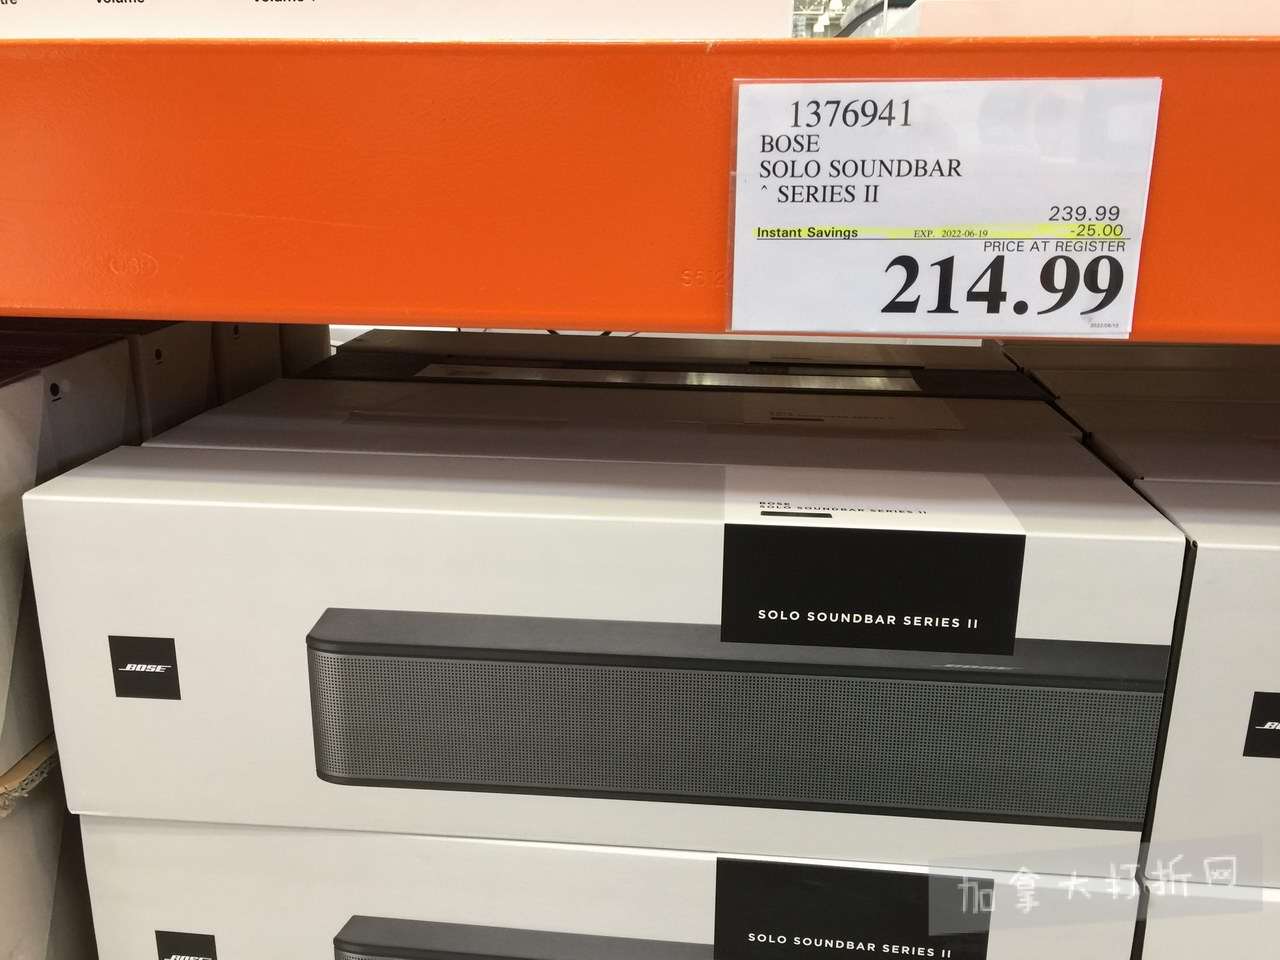 Volume
1376941
BOSE
SOLO SOUNDBAR
^ SERIES II
239.99
Instant Savings EXP. 2022-06-19 -25.00
PRICE AT REGISTER
214.99
BOSE
SOLO SOUNDBAR SERIES II
SOLO SOUNDBAR SERIES II
BOSE
BOSE
加拿大打折网
SOLO SOUNDBAR SERIES II
BOSE